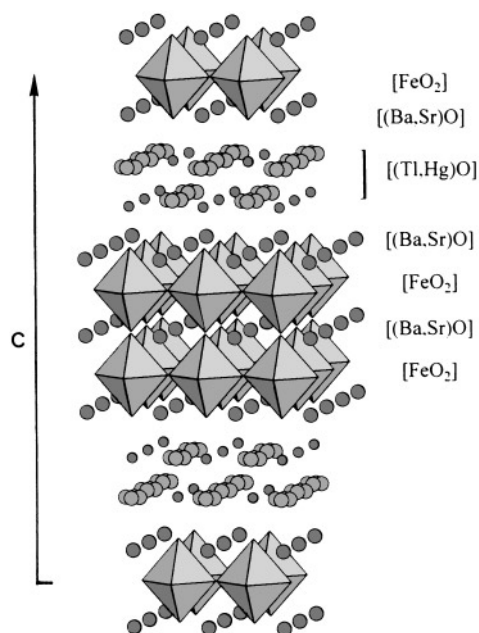 [FeO₂]
[(Ba,Sr)O]
[(Tl,Hg)O]
[(Ba,Sr)O]
[FeO₂]
[(Ba,Sr)O]
[FeO₂]
C